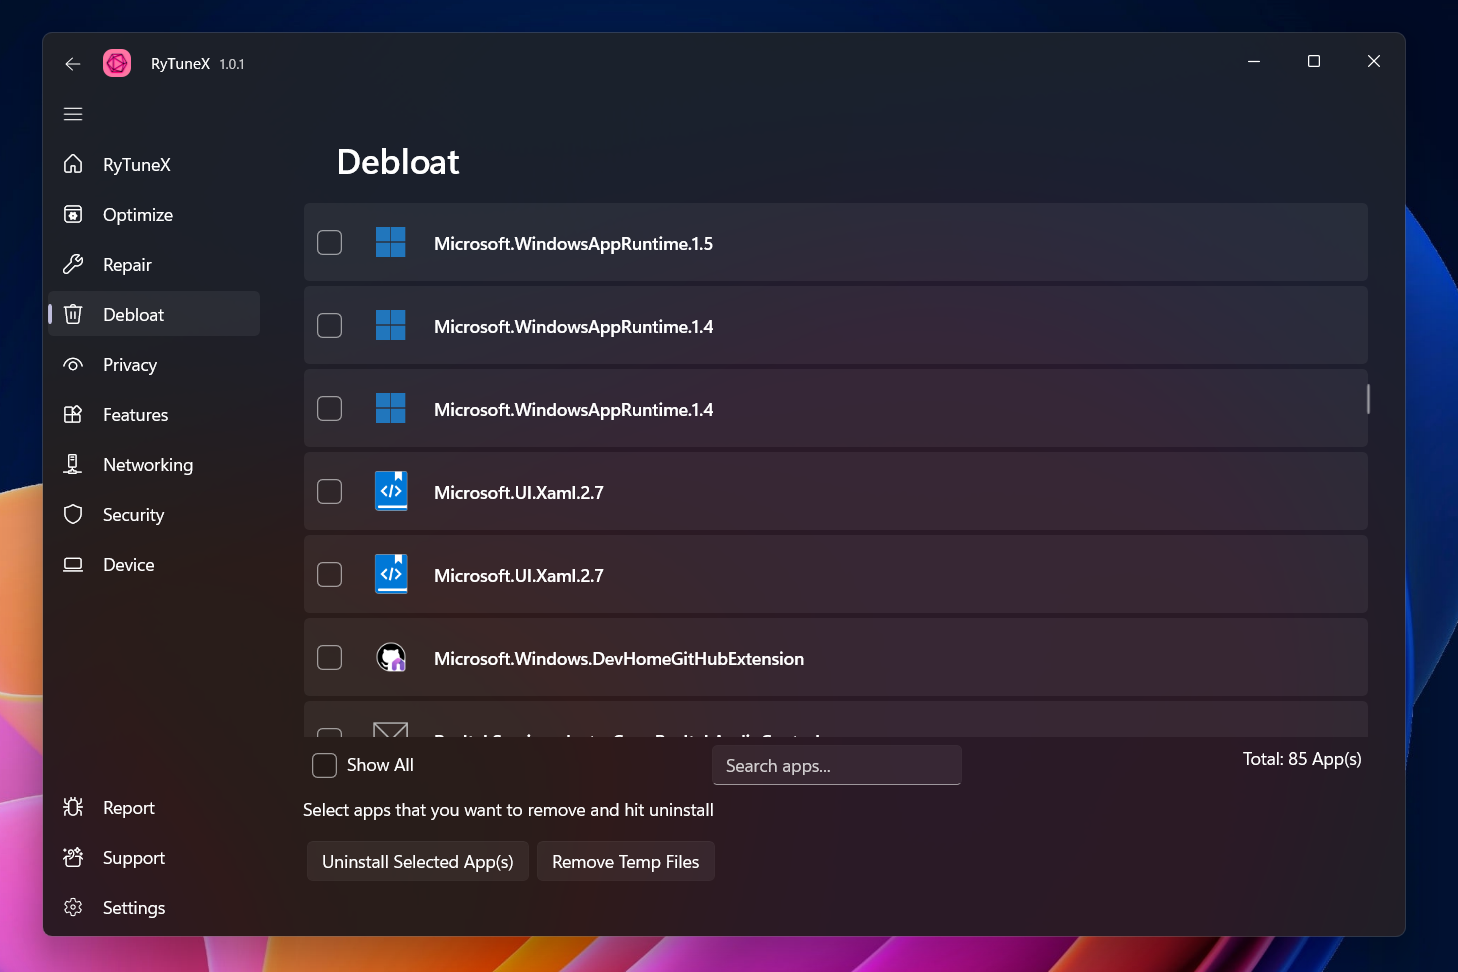 RyTuneX 1.0.1
RyTuneX
Optimize
Repair
Debloat
Privacy
Features
Networking
Security
Device
Report
Support
Settings
Debloat
Microsoft.WindowsAppRuntime.1.5
Microsoft.WindowsAppRuntime.1.4
Microsoft.WindowsAppRuntime.1.4
Microsoft.UI.Xaml.2.7
Microsoft.UI.Xaml.2.7
Microsoft.Windows.DevHomeGitHubExtension
Show All
Search apps...
Total: 85 App(s)
Select apps that you want to remove and hit uninstall
Uninstall Selected App(s)
Remove Temp Files